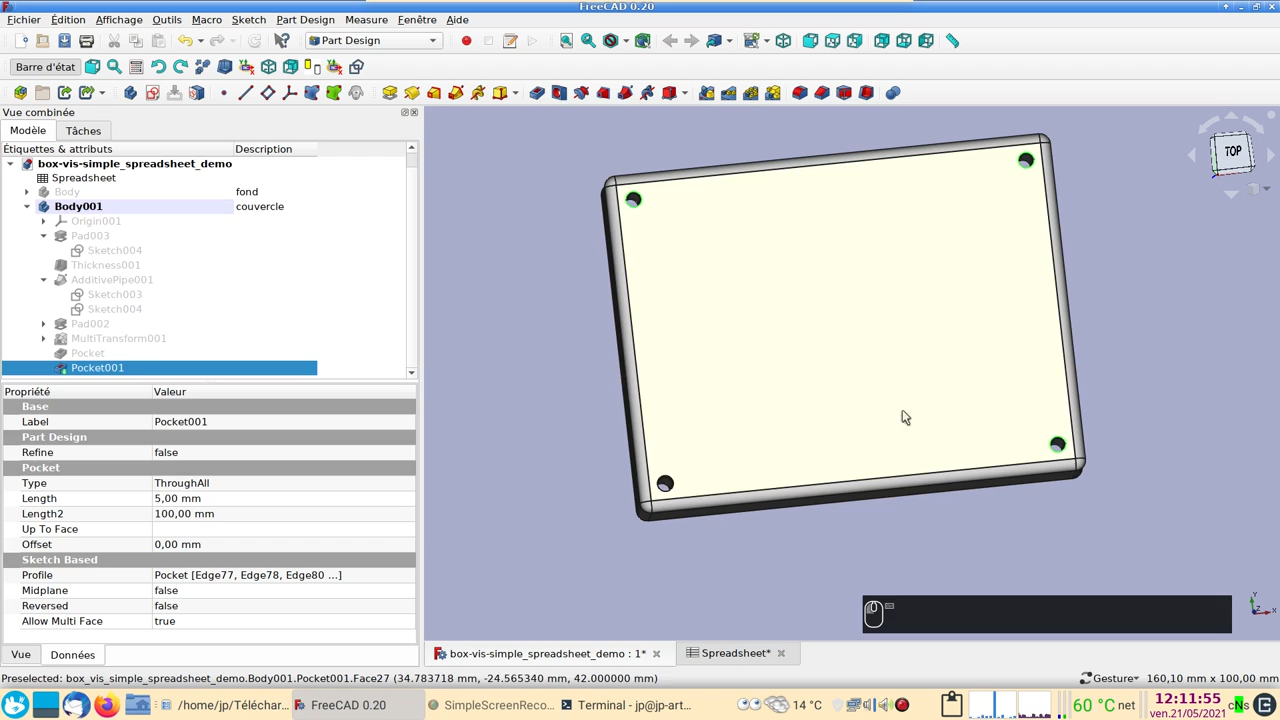 FreeCAD 0.20
Fichier Édition Affichage Outils Macro Sketch Part Design Measure Fenêtre Aide
Part Design
Barre d'état
Vue combinée
Modèle Tâches
Étiquettes & attributs Description
box-vis-simple_spreadsheet_demo
Spreadsheet
Body fond
Body001 couvercle
Origin001
Pad003
Sketch004
Thickness001
AdditivePipe001
Sketch003
Sketch004
Pad002
MultiTransform001
Pocket
Pocket001
Propriété Valeur
Base
Label Pocket001
Part Design
Refine false
Pocket
Type ThroughAll
Length 5,00 mm
Length2 100,00 mm
Up To Face
Offset 0,00 mm
Sketch Based
Profile Pocket [Edge77, Edge78, Edge80 ...]
Midplane false
Reversed false
Allow Multi Face true
Vue Données
TOP
Y
Z
X
box-vis-simple_spreadsheet_demo : 1*
Spreadsheet*
Preselected: box_vis_simple_spreadsheet_demo.Body001.Pocket001.Face27 (34.783718 mm, -24.565340 mm, 42.000000 mm)
Gesture 160,10 mm x 100,00 mm
/home/jp/Téléchar... FreeCAD 0.20 SimpleScreenReco... Terminal - jp@jp-art... 14 °C 60 °C net 12:11:55
ven.21/05/2021
cNs